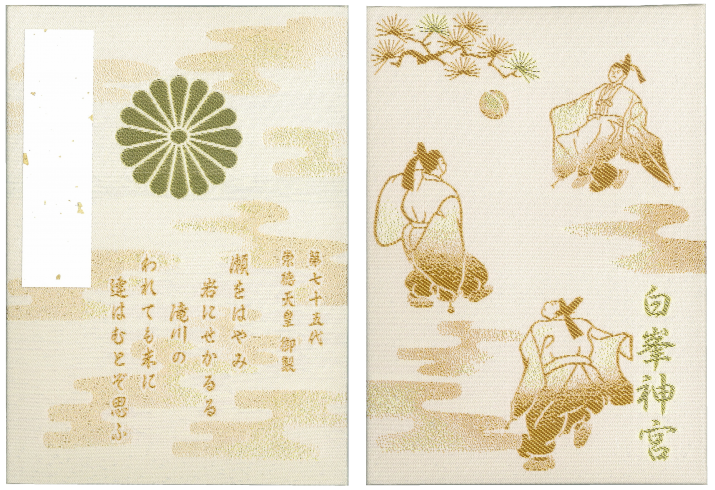 第七十五代
崇徳天皇 御製
瀬をはやみ
岩にせかるる
滝川の
われても末に
逢はむとぞ思ふ
白峯神宮